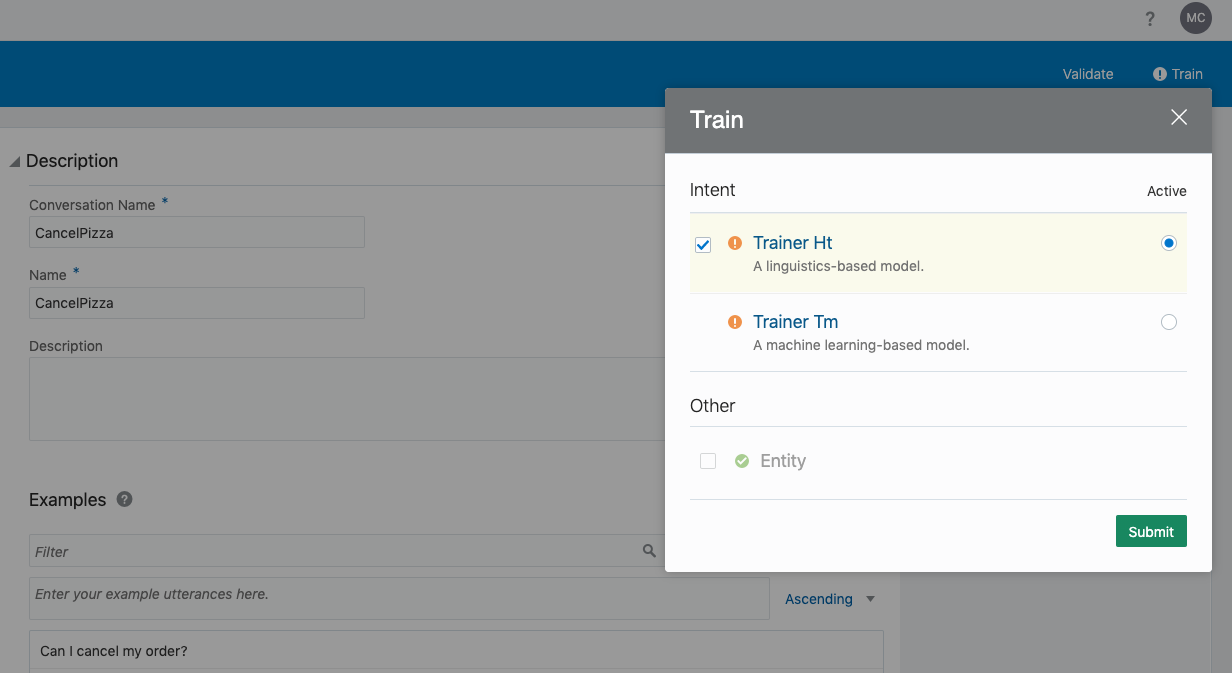 ?
MC
Validate
! Train
Train
Description
Conversation Name *
CancelPizza
Name *
CancelPizza
Description
Examples ?
Filter
Enter your example utterances here.
Ascending
Can I cancel my order?
Intent
Active
! Trainer Ht
A linguistics-based model.
! Trainer Tm
A machine learning-based model.
Other
Entity
Submit